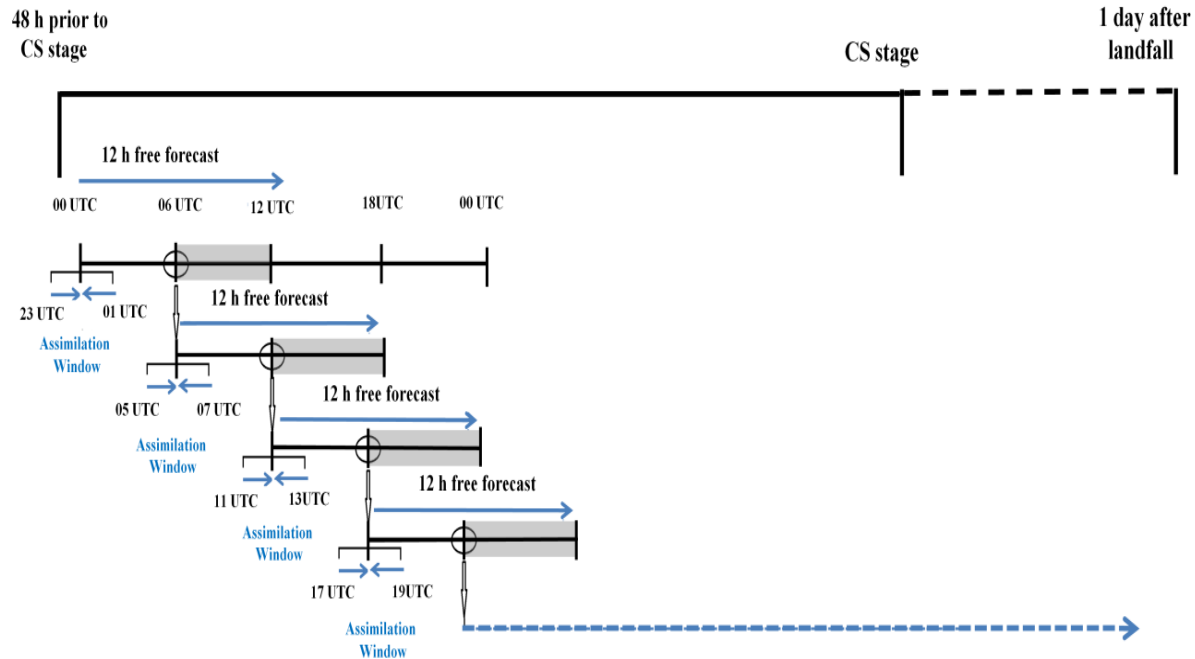 48 h prior to
CS stage
CS stage
1 day after
landfall
12 h free forecast
00 UTC
06 UTC
12 UTC
18UTC
00 UTC
23 UTC
01 UTC
Assimilation
Window
12 h free forecast
05 UTC
07 UTC
Assimilation
Window
12 h free forecast
11 UTC
13UTC
Assimilation
Window
12 h free forecast
17 UTC
19UTC
Assimilation
Window